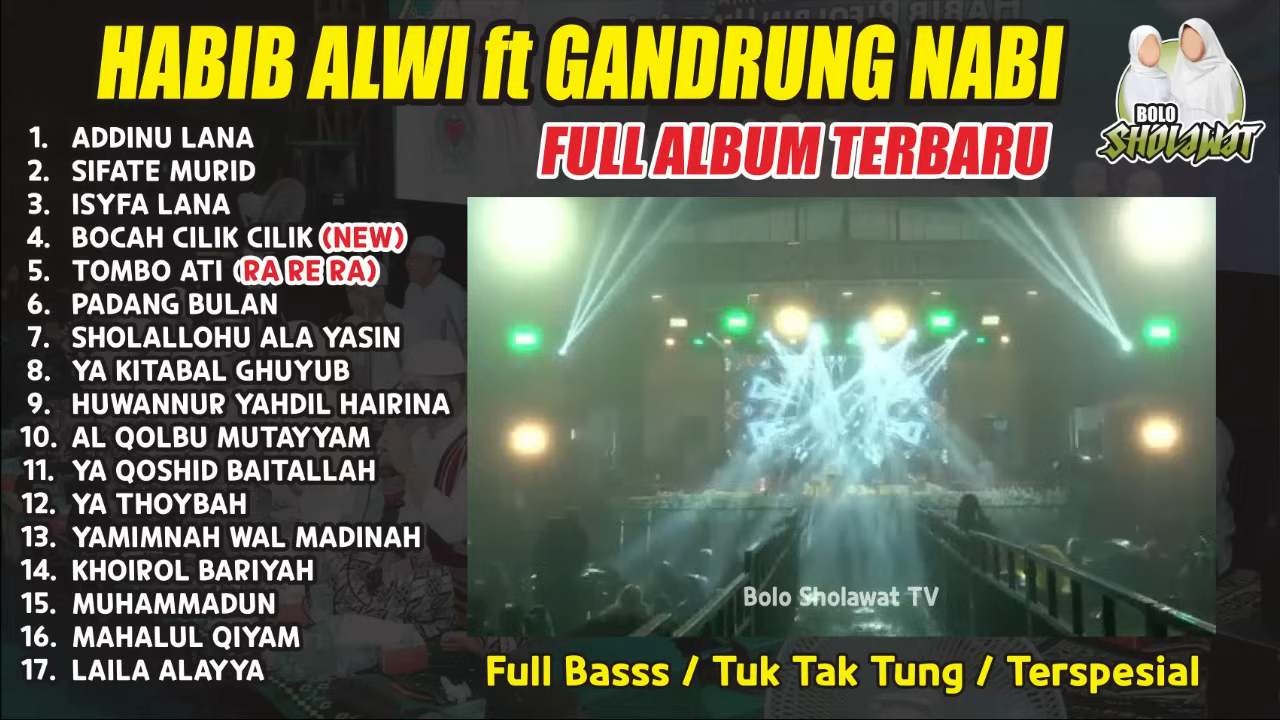 HABIB ALWI ft GANDRUNG NABI
FULL ALBUM TERBARU
BOLO
SHOLAWAT
1. ADDINU LANA
2. SIFATE MURID
3. ISYFA LANA
4. BOCAH CILIK CILIK (NEW)
5. TOMBO ATI (RA RE RA)
6. PADANG BULAN
7. SHOLALLOHU ALA YASIN
8. YA KITABAL GHUYUB
9. HUWANNUR YAHDIL HAIRINA
10. AL QOLBU MUTAYYAM
11. YA QOSHID BAITALLAH
12. YA THOYBAH
13. YAMIMNAH WAL MADINAH
14. KHOIROL BARIYAH
15. MUHAMMADUN
16. MAHALUL QIYAM
17. LAILA ALAYYA
Bolo Sholawat TV
Full Basss / Tuk Tak Tung / Terspesial